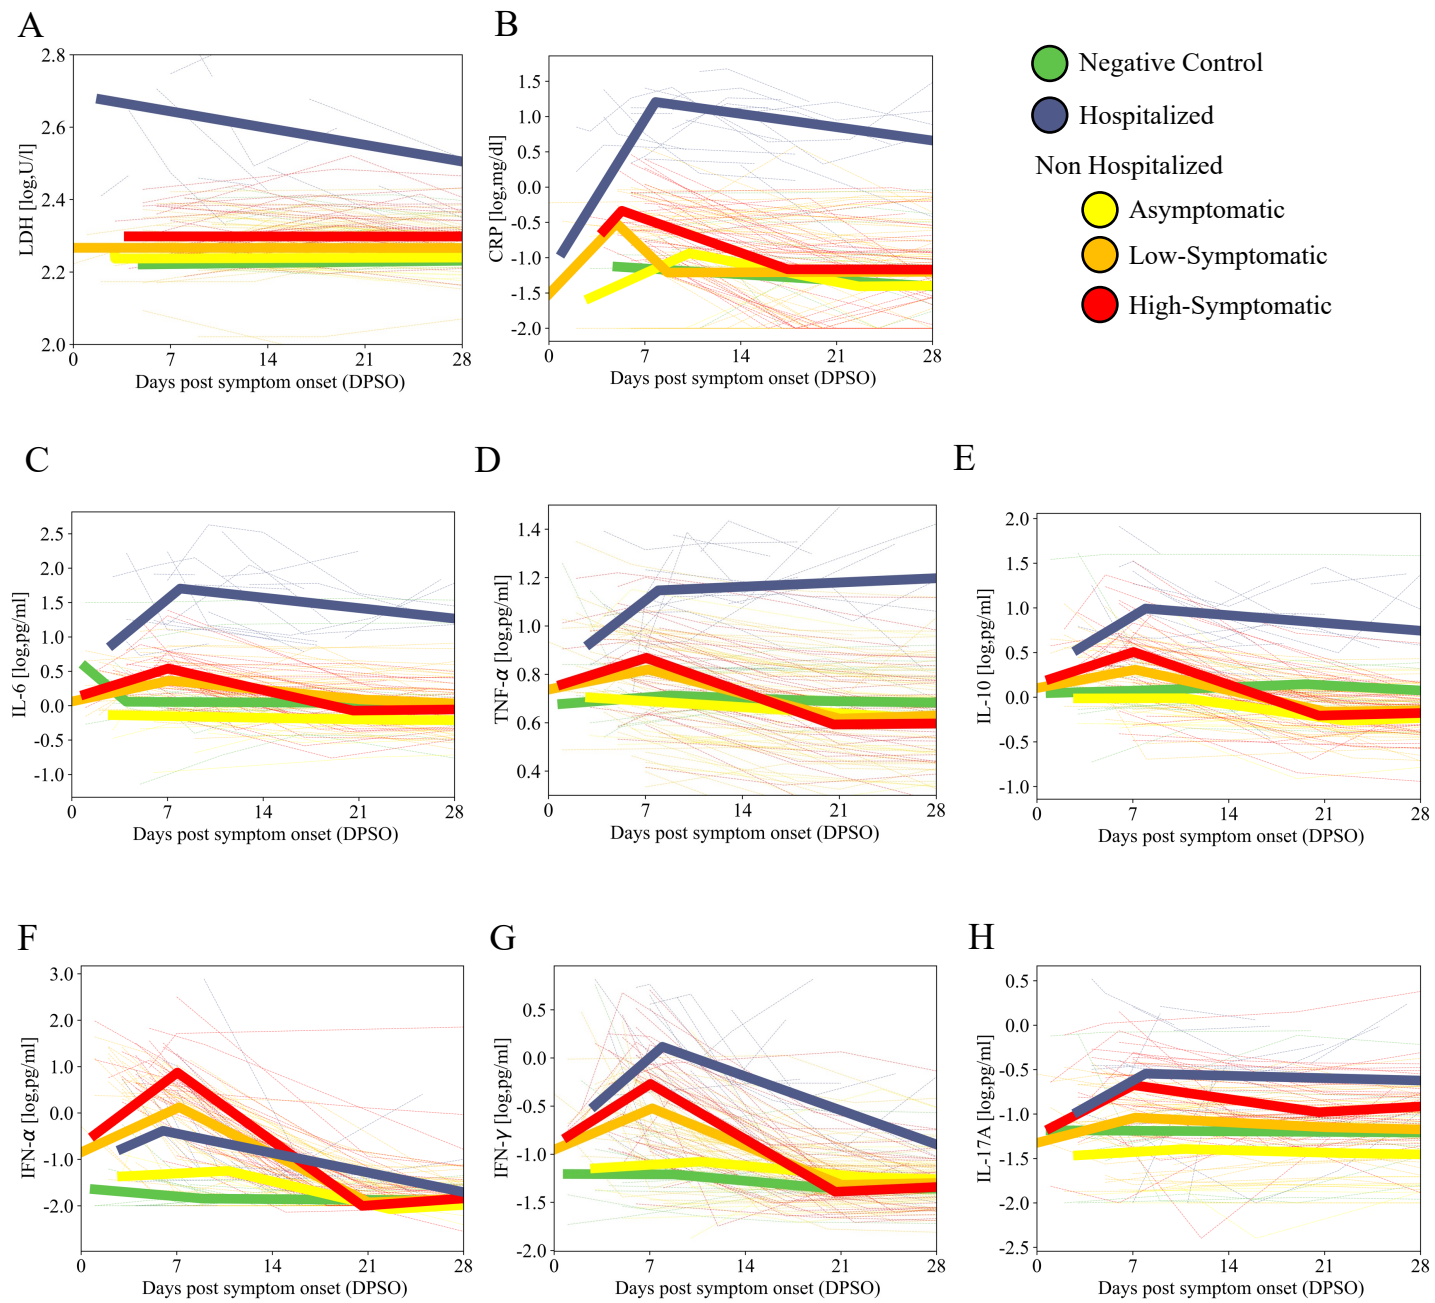 A
B
2.8
2.6
2.4
2.2
2.0
LDH [log,U/l]
0 7 14 21 28
Days post symptom onset (DPSO)
1.5
1.0
0.5
0.0
-0.5
-1.0
-1.5
-2.0
CRP [log,mg/dl]
0 7 14 21 28
Days post symptom onset (DPSO)
Negative Control
Hospitalized
Non Hospitalized
Asymptomatic
Low-Symptomatic
High-Symptomatic
C
D
E
2.5
2.0
1.5
1.0
0.5
0.0
-0.5
-1.0
IL-6 [log,pg/ml]
0 7 14 21 28
Days post symptom onset (DPSO)
1.4
1.2
1.0
0.8
0.6
0.4
TNF-α [log,pg/ml]
0 7 14 21 28
Days post symptom onset (DPSO)
2.0
1.5
1.0
0.5
0.0
-0.5
-1.0
IL-10 [log,pg/ml]
0 7 14 21 28
Days post symptom onset (DPSO)
F
G
H
3.0
2.0
1.0
0.0
-1.0
-2.0
IFN-α [log,pg/ml]
0 7 14 21 28
Days post symptom onset (DPSO)
0.5
0.0
-0.5
-1.0
-1.5
-2.0
IFN-γ [log,pg/ml]
0 7 14 21 28
Days post symptom onset (DPSO)
0.5
0.0
-0.5
-1.0
-1.5
-2.0
-2.5
IL-17A [log,pg/ml]
0 7 14 21 28
Days post symptom onset (DPSO)